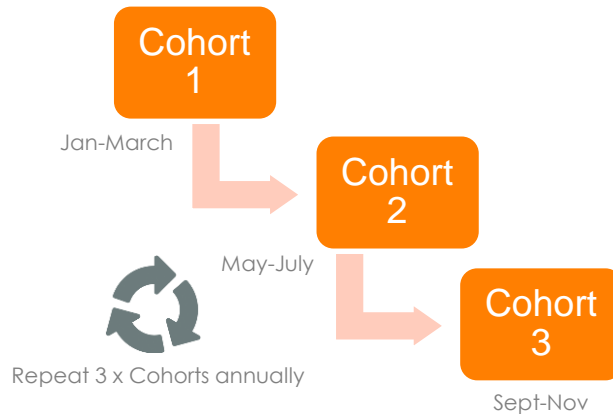 Cohort
1
Jan-March
Cohort
2
May-July
Cohort
3
Repeat 3 x Cohorts annually
Sept-Nov